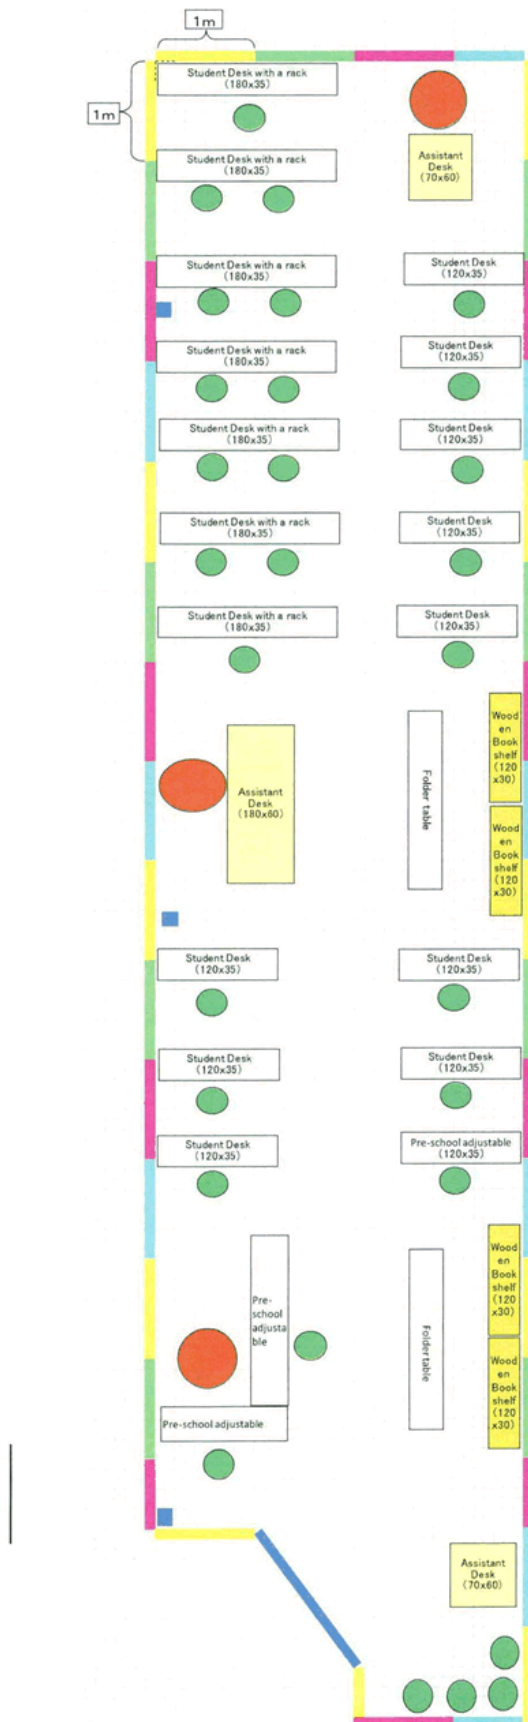 1m
1m
Student Desk with a rack
(180x35)
Assistant
Desk
(70x60)
Student Desk with a rack
(180x35)
Student Desk with a rack
(180x35)
Student Desk
(120x35)
Student Desk with a rack
(180x35)
Student Desk
(120x35)
Student Desk with a rack
(180x35)
Student Desk
(120x35)
Student Desk with a rack
(180x35)
Student Desk
(120x35)
Student Desk with a rack
(180x35)
Student Desk
(120x35)
Assistant
Desk
(180x60)
Folder table
Wood
en
Book
shelf
(120
x30)
Wood
en
Book
shelf
(120
x30)
Student Desk
(120x35)
Student Desk
(120x35)
Student Desk
(120x35)
Student Desk
(120x35)
Student Desk
(120x35)
Pre-school adjustable
(120x35)
Pre-
school
adjusta
ble
Folder table
Wood
en
Book
shelf
(120
x30)
Wood
en
Book
shelf
(120
x30)
Pre-school adjustable
Assistant
Desk
(70x60)